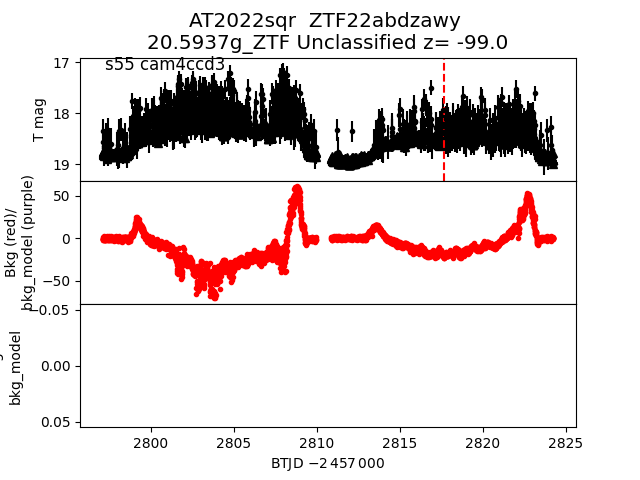 AT2022sqr ZTF22abdzawy
20.5937g_ZTF Unclassified z= -99.0
s55 cam4ccd3
17
18
19
T mag
50
0
−50
Bkg (red)/
bkg_model (purple)
−0.05
0.00
0.05
bkg_model
2800
2805
2810
2815
2820
2825
BTJD −2 457 000